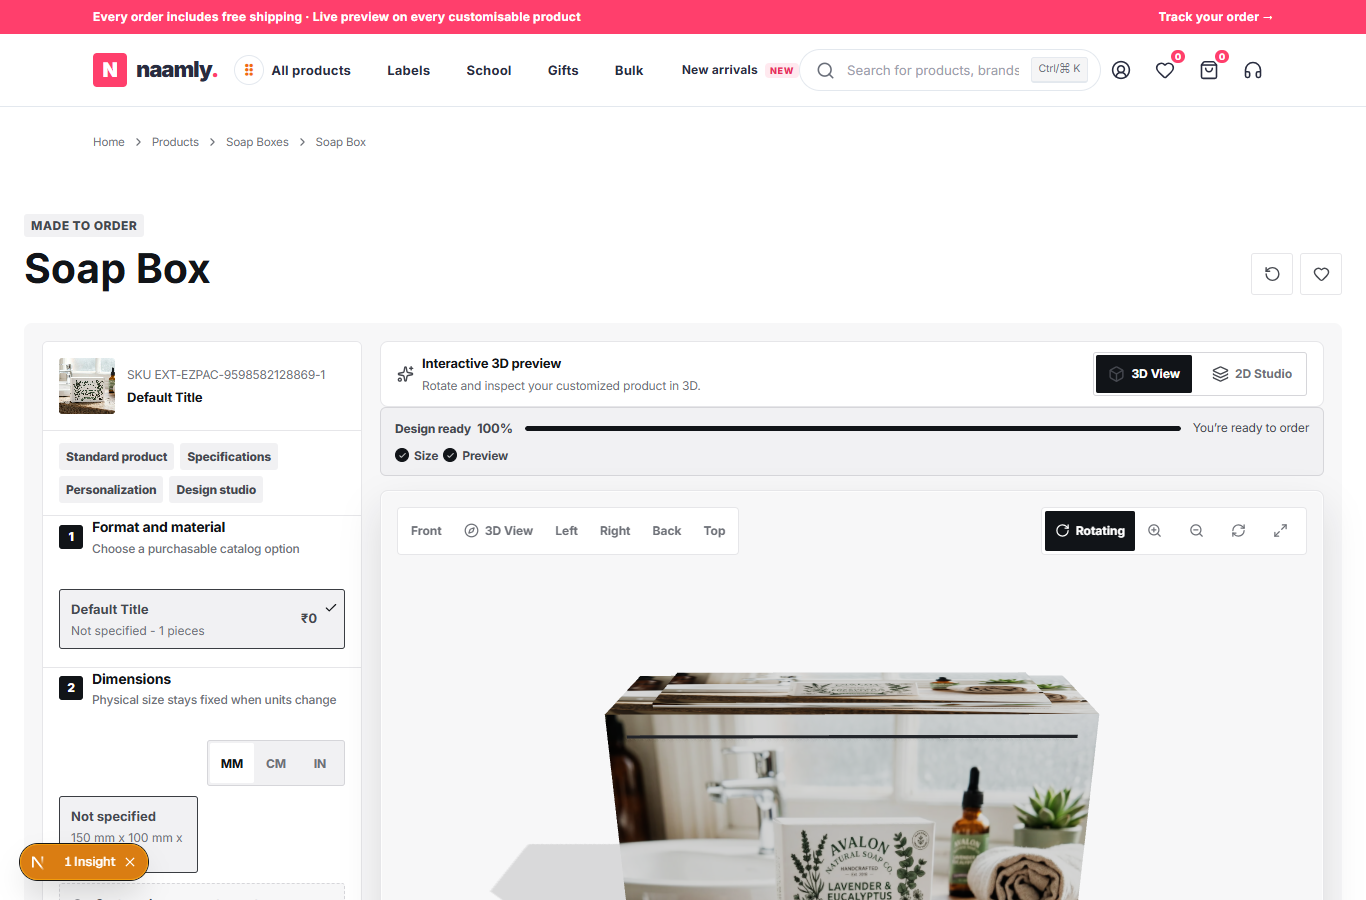 Every order includes free shipping · Live preview on every customisable product
Track your order →
N naamly.
All products
Labels
School
Gifts
Bulk
New arrivals NEW
Search for products, brands
Ctrl/⌘ K
0
0
Home > Products > Soap Boxes > Soap Box
MADE TO ORDER
Soap Box
SKU EXT-EZPAC-9598582128869-1
Default Title
Standard product
Specifications
Personalization
Design studio
1 Format and material
Choose a purchasable catalog option
Default Title
Not specified - 1 pieces
₹0
2 Dimensions
Physical size stays fixed when units change
MM CM IN
Not specified
150 mm x 100 mm x
N 1 Insight
Interactive 3D preview
Rotate and inspect your customized product in 3D.
3D View
2D Studio
Design ready 100%
You're ready to order
Size Preview
Front 3D View Left Right Back Top
Rotating
AVALON
NATURAL SOAP CO.
HANDCRAFTED
LAVENDER &
EUCALYPTUS